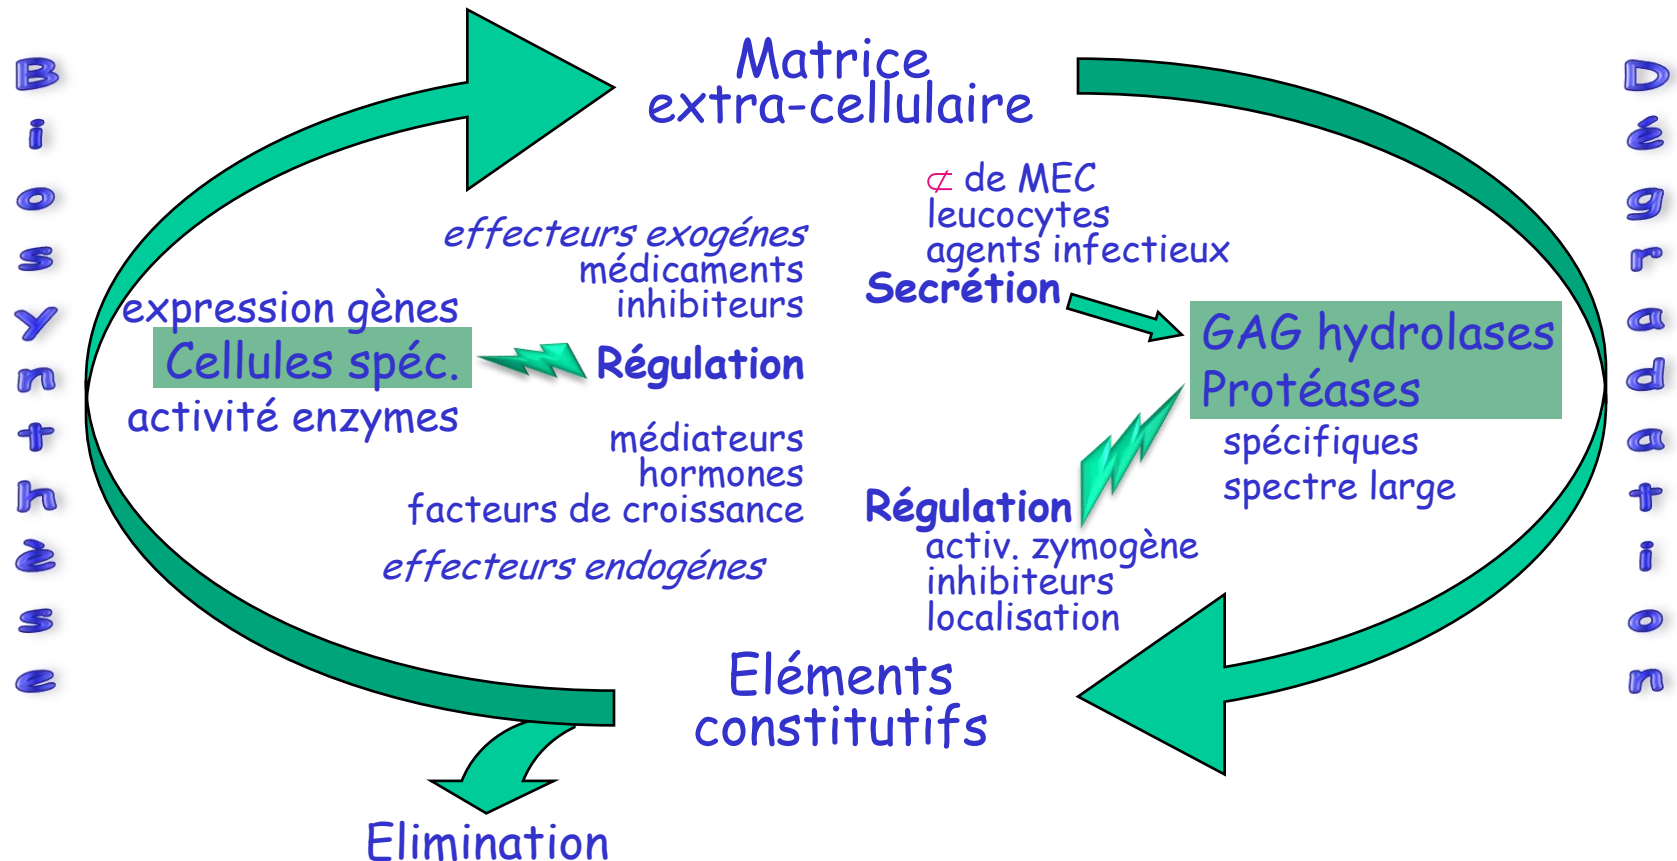 Biosynthèse
Matrice
extra-cellulaire
Dégradation
⊄ de MEC
leucocytes
agents infectieux
Secrétion
effecteurs exogénes
médicaments
inhibiteurs
expression gènes
Cellules spéc.
activité enzymes
Régulation
GAG hydrolases
Protéases
spécifiques
spectre large
médiateurs
hormones
facteurs de croissance
effecteurs endogénes
Régulation
activ. zymogène
inhibiteurs
localisation
Eléments
constitutifs
Elimination